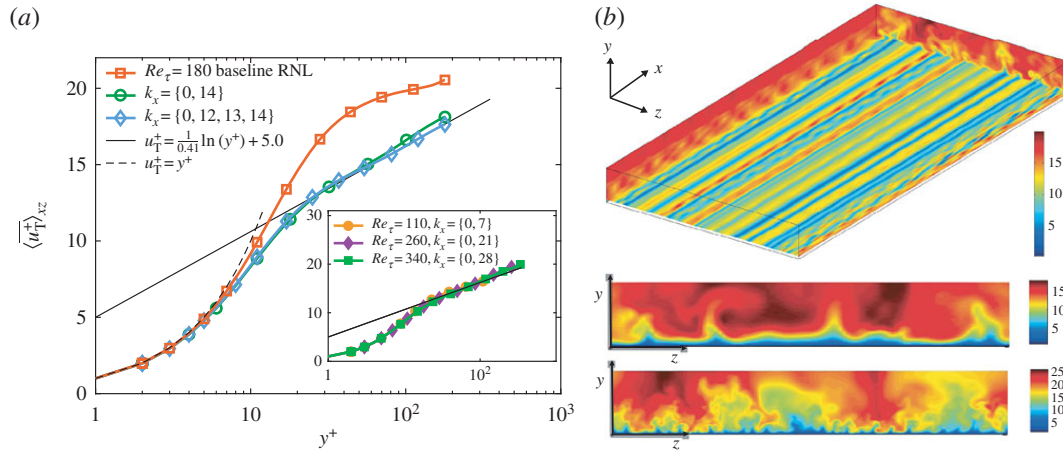 (a)
20
15
10
5
0
Re_τ = 180 baseline RNL
k_x = {0, 14}
k_x = {0, 12, 13, 14}
u_T^+ = 1/0.41 ln (y^+) + 5.0
u_T^+ = y^+
⟨u_T^+⟩_xz
30
20
10
0
Re_τ = 110, k_x = {0, 7}
Re_τ = 260, k_x = {0, 21}
Re_τ = 340, k_x = {0, 28}
1 10^2
1 10 10^2 10^3
y^+
(b)
y
x
z
15
10
5
y
z
15
10
5
y
z
25
20
15
10
5